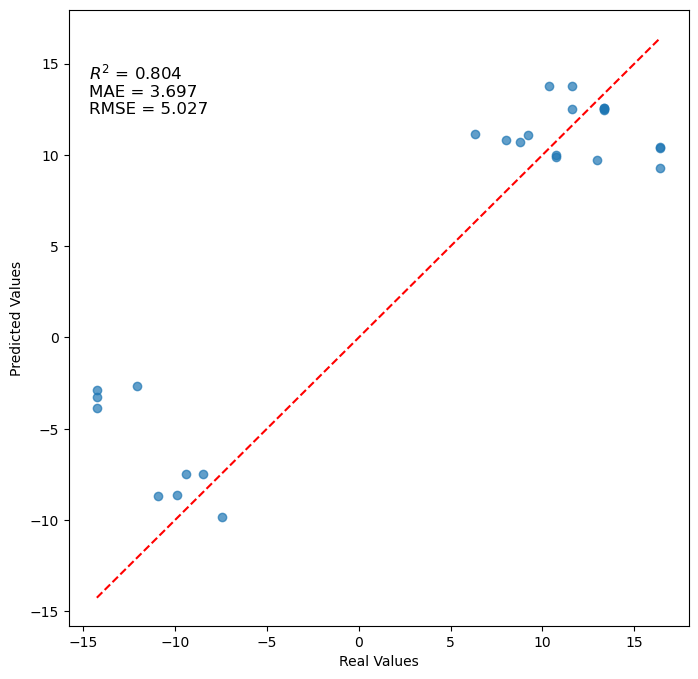 R² = 0.804
MAE = 3.697
RMSE = 5.027
15
10
5
0
−5
−10
−15
Predicted Values
−15 −10 −5 0 5 10 15
Real Values